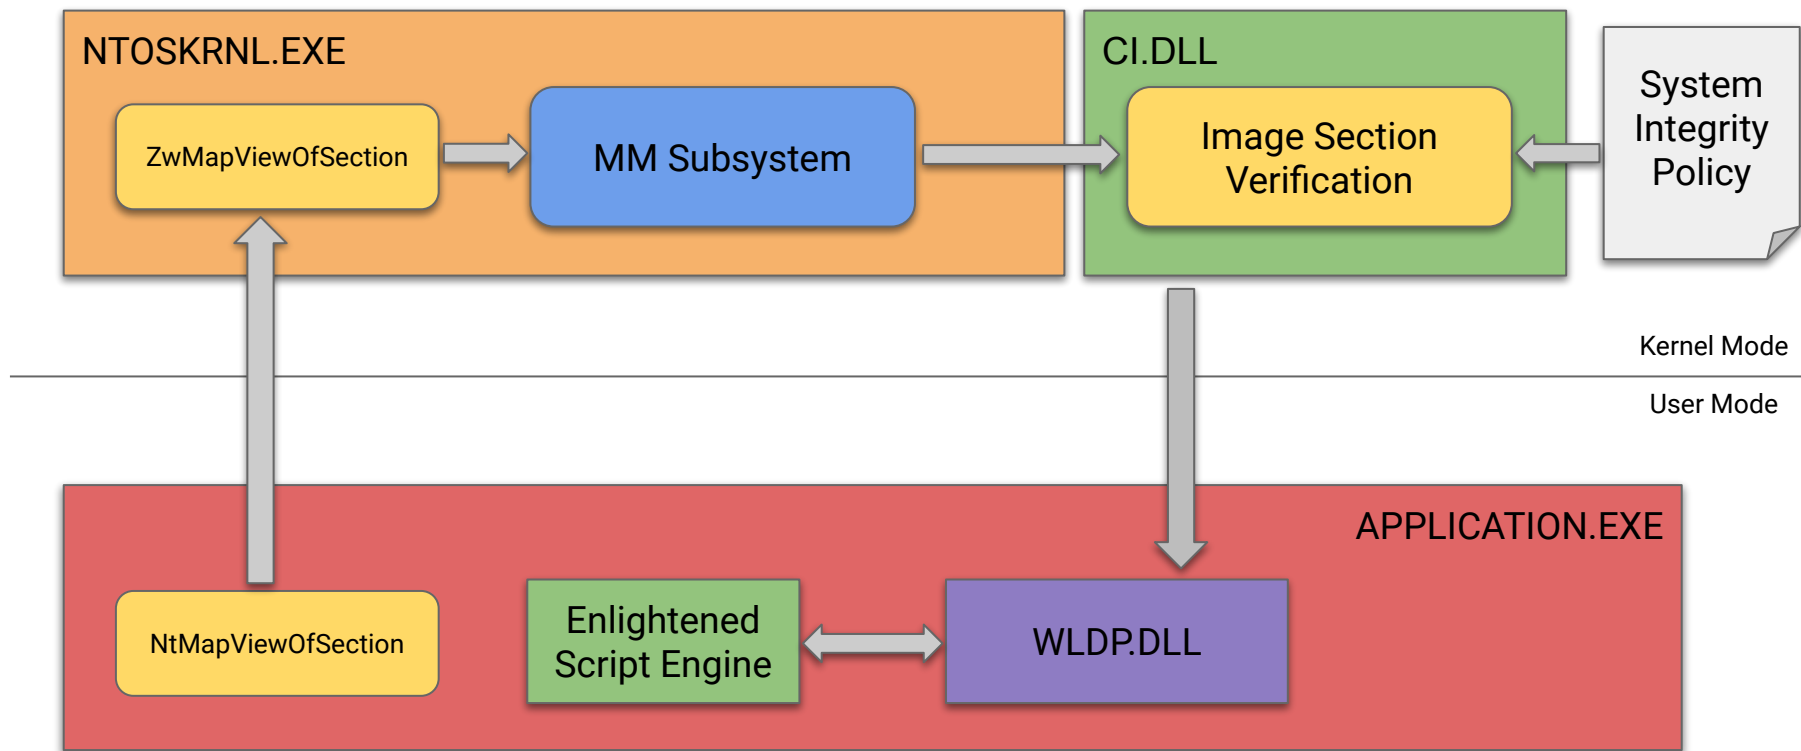 NTOSKRNL.EXE
ZwMapViewOfSection
MM Subsystem
CI.DLL
Image Section
Verification
System
Integrity
Policy
Kernel Mode
User Mode
APPLICATION.EXE
NtMapViewOfSection
Enlightened
Script Engine
WLDP.DLL